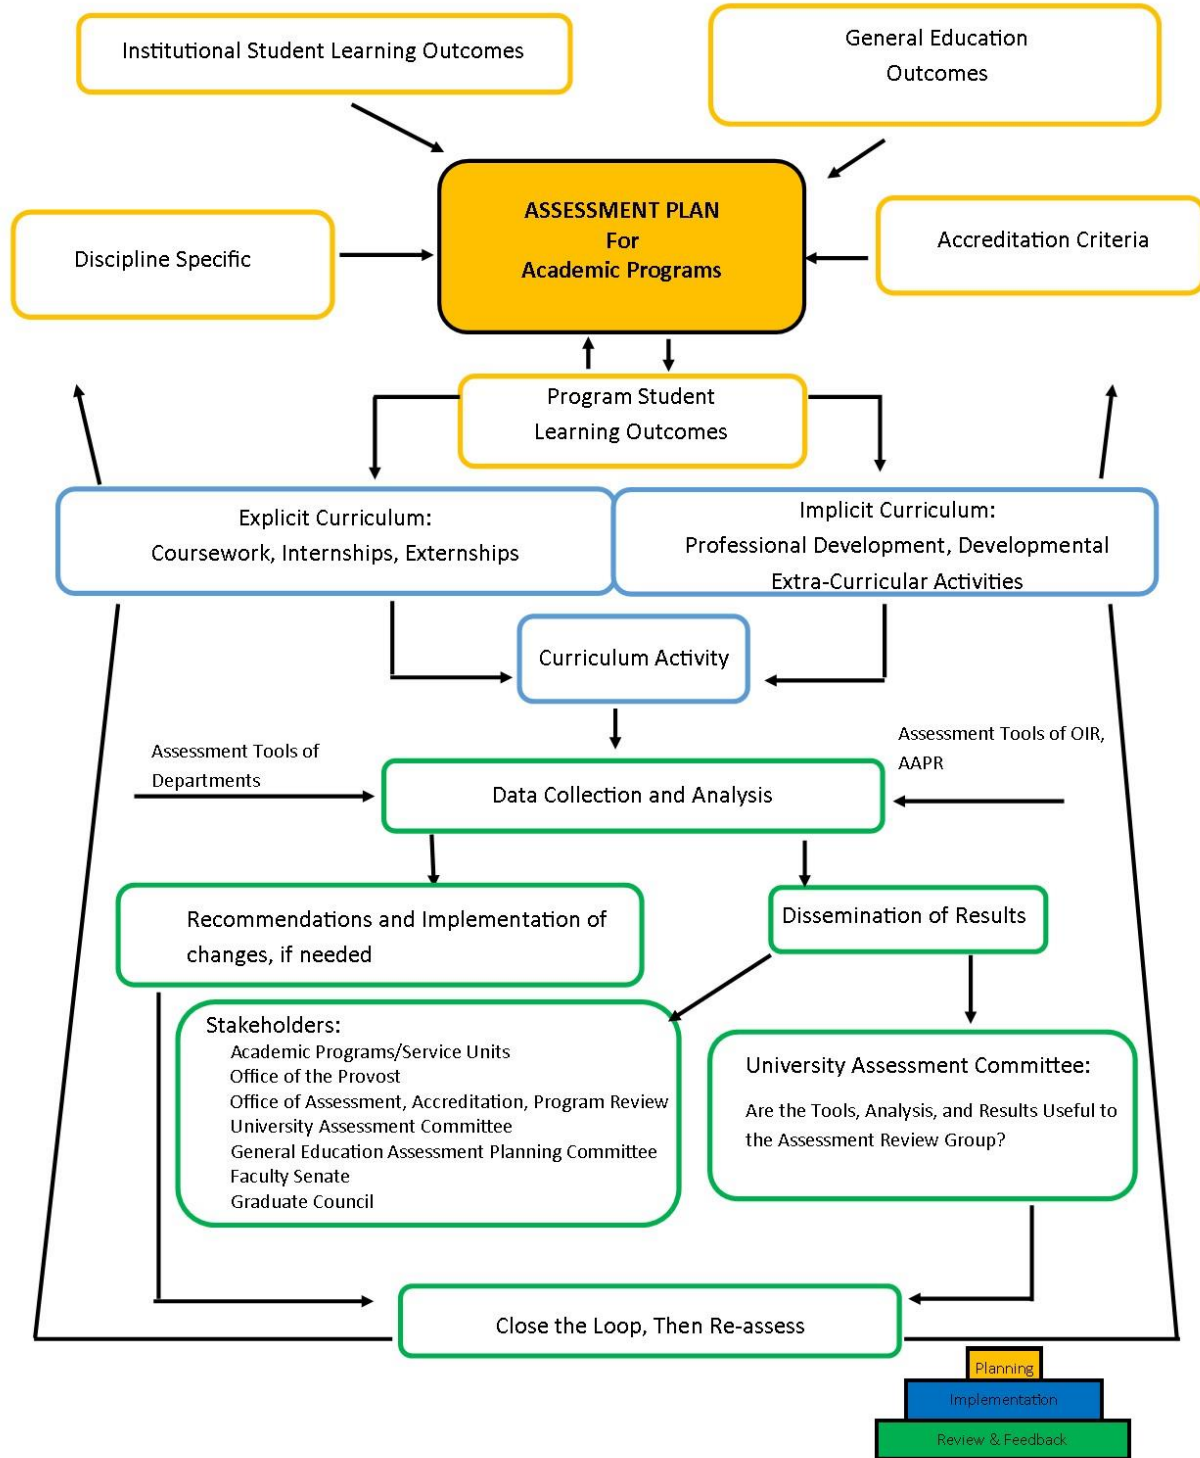 Institutional Student Learning Outcomes
General Education
Outcomes
ASSESSMENT PLAN
For
Academic Programs
Discipline Specific
Accreditation Criteria
Program Student
Learning Outcomes
Explicit Curriculum:
Coursework, Internships, Externships
Implicit Curriculum:
Professional Development, Developmental
Extra-Curricular Activities
Curriculum Activity
Assessment Tools of
Departments
Assessment Tools of OIR,
AAPR
Data Collection and Analysis
Recommendations and Implementation of
changes, if needed
Dissemination of Results
Stakeholders:
Academic Programs/Service Units
Office of the Provost
Office of Assessment, Accreditation, Program Review
University Assessment Committee
General Education Assessment Planning Committee
Faculty Senate
Graduate Council
University Assessment Committee:
Are the Tools, Analysis, and Results Useful to
the Assessment Review Group?
Close the Loop, Then Re-assess
Planning
Implementation
Review & Feedback